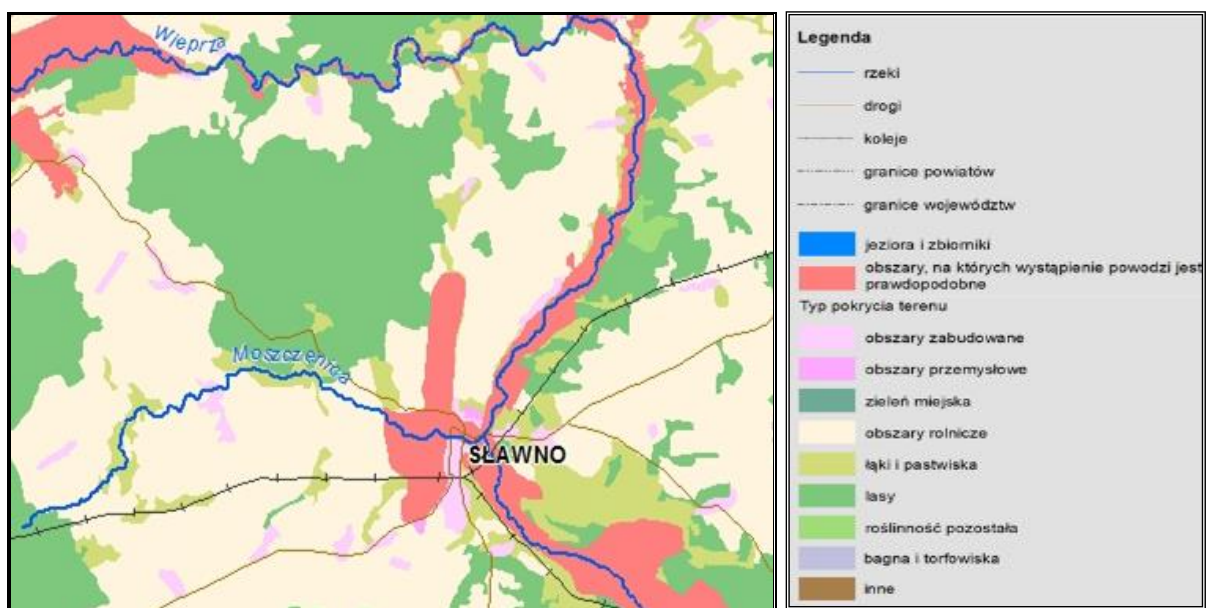 Wieprza
Moszczenica
SŁAWNO
Legenda
rzeki
drogi
koleje
granice powiatów
granice województw
jeziora i zbiorniki
obszary, na których wystąpienie powodzi jest
prawdopodobne
Typ pokrycia terenu
obszary zabudowane
obszary przemysłowe
zieleń miejska
obszary rolnicze
łąki i pastwiska
lasy
roślinność pozostała
bagna i torfowiska
inne